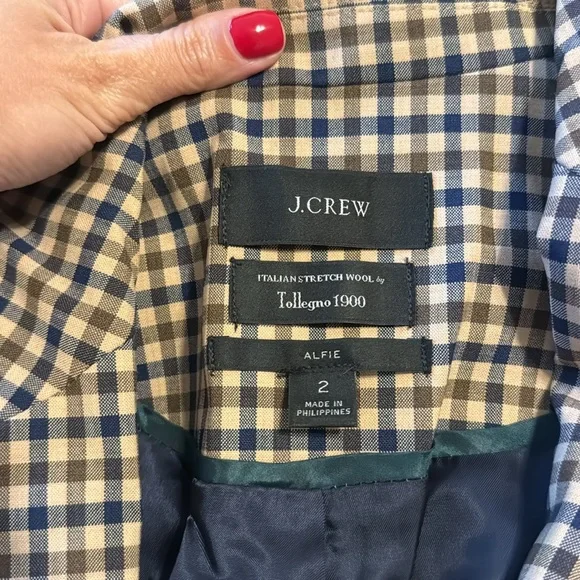 J.CREW
ITALIAN STRETCH WOOL by
Tollegno 1900
ALFIE
2
MADE IN
PHILIPPINES